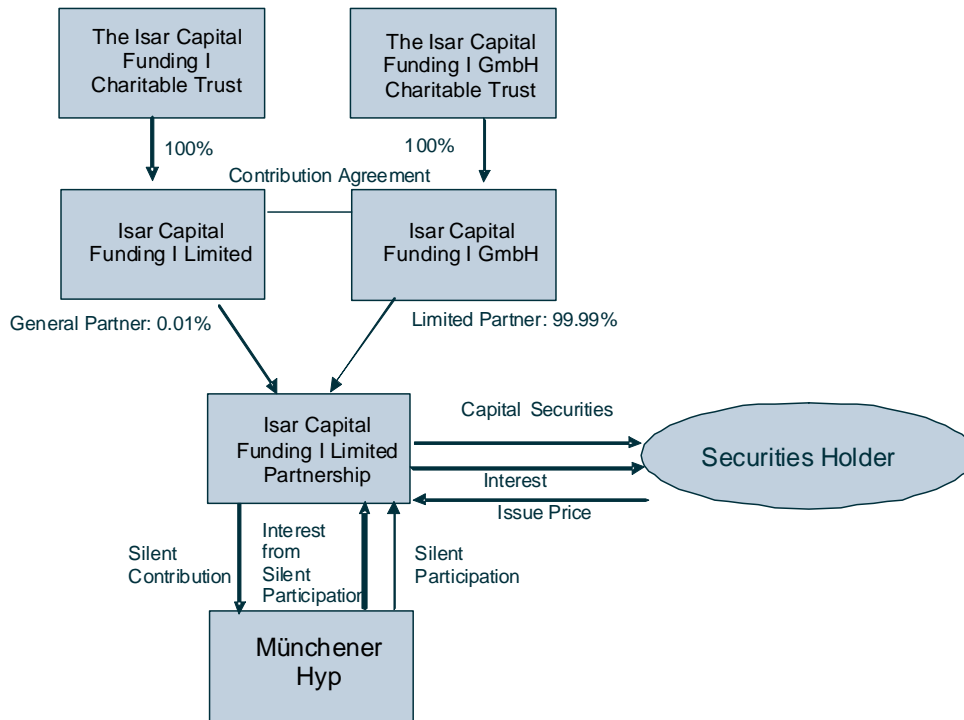 The Isar Capital
Funding I
Charitable Trust
The Isar Capital
Funding I GmbH
Charitable Trust
100%
100%
Contribution Agreement
Isar Capital
Funding I Limited
Isar Capital
Funding I GmbH
General Partner: 0.01%
Limited Partner: 99.99%
Isar Capital
Funding I Limited
Partnership
Capital Securities
Interest
Issue Price
Securities Holder
Silent
Contribution
Interest
from
Silent
Participation
Silent
Participation
Münchener
Hyp